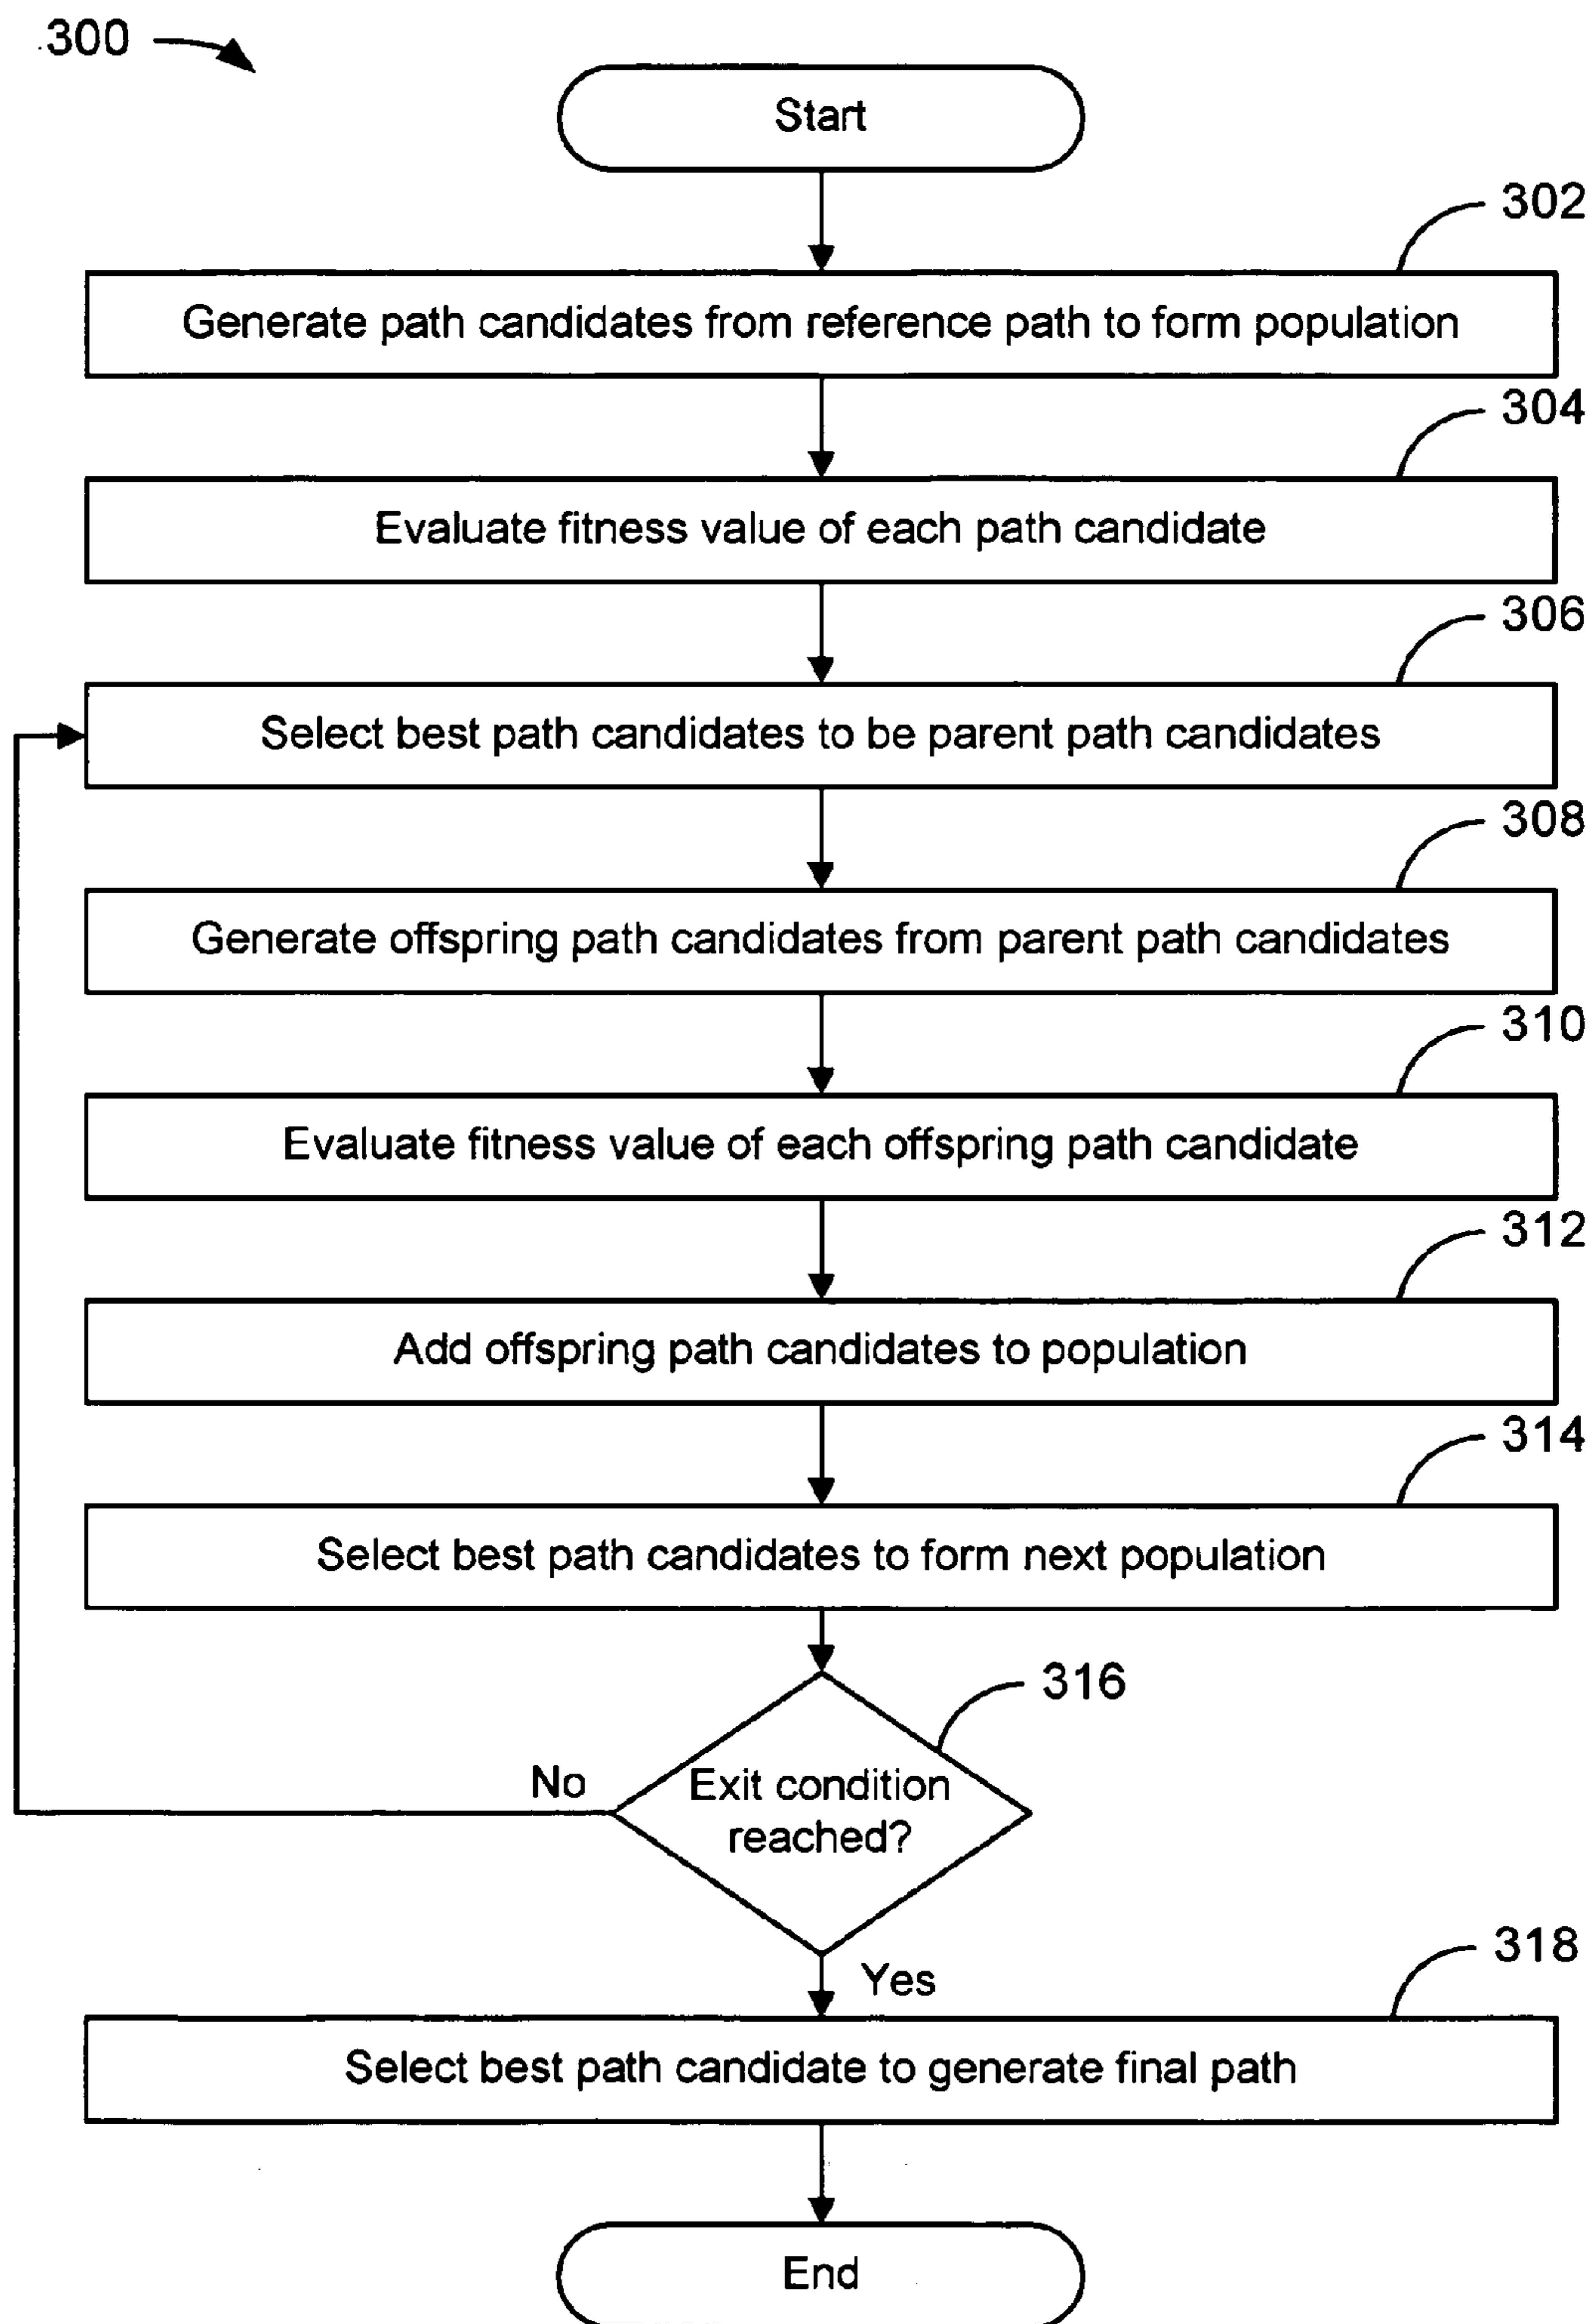 300
Start
302
Generate path candidates from reference path to form population
304
Evaluate fitness value of each path candidate
306
Select best path candidates to be parent path candidates
308
Generate offspring path candidates from parent path candidates
310
Evaluate fitness value of each offspring path candidate
312
Add offspring path candidates to population
314
Select best path candidates to form next population
316
No
Exit condition
reached?
Yes
318
Select best path candidate to generate final path
End